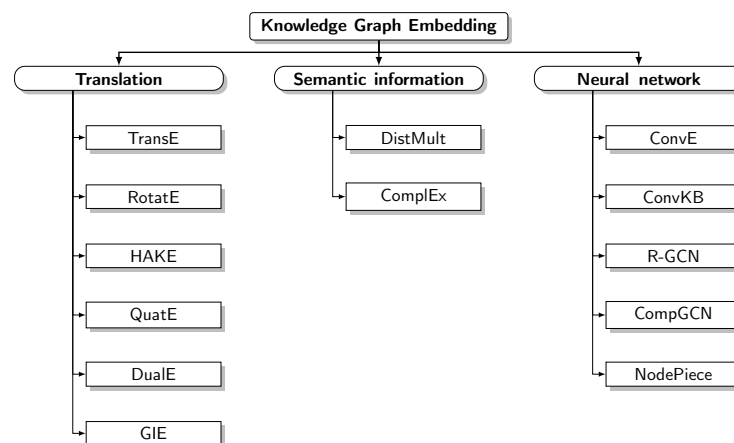 Knowledge Graph Embedding
Translation
Semantic information
Neural network
TransE
DistMult
ConvE
RotatE
ComplEx
ConvKB
HAKE
R-GCN
QuatE
CompGCN
DualE
NodePiece
GIE